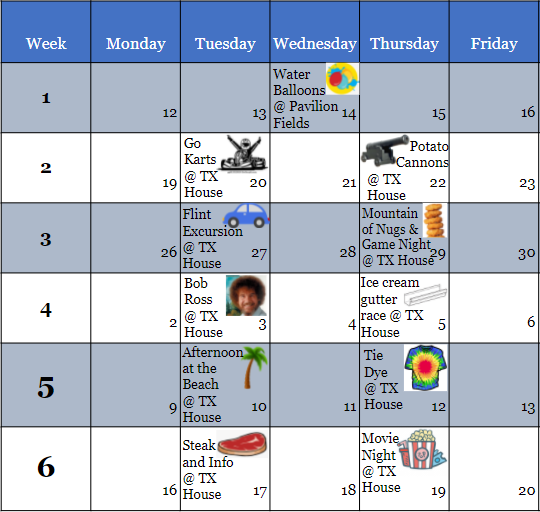 Week Monday Tuesday Wednesday Thursday Friday
1
12
13
Water
Balloons
@ Pavilion
Fields
14
15
16
2
19
Go
Karts
@ TX
House
20
21
Potato
Cannons
@ TX
House
22
23
3
26
Flint
Excursion
@ TX
House
27
28
Mountain
of Nugs &
Game Night
@ TX House
29
30
4
2
Bob
Ross
@ TX
House
3
4
Ice cream
gutter
race @ TX
House
5
6
5
9
Afternoon
at the
Beach
@ TX
House
10
11
Tie
Dye
@ TX
House
12
13
6
16
Steak
and Info
@ TX
House
17
18
Movie
Night
@ TX
House
19
20